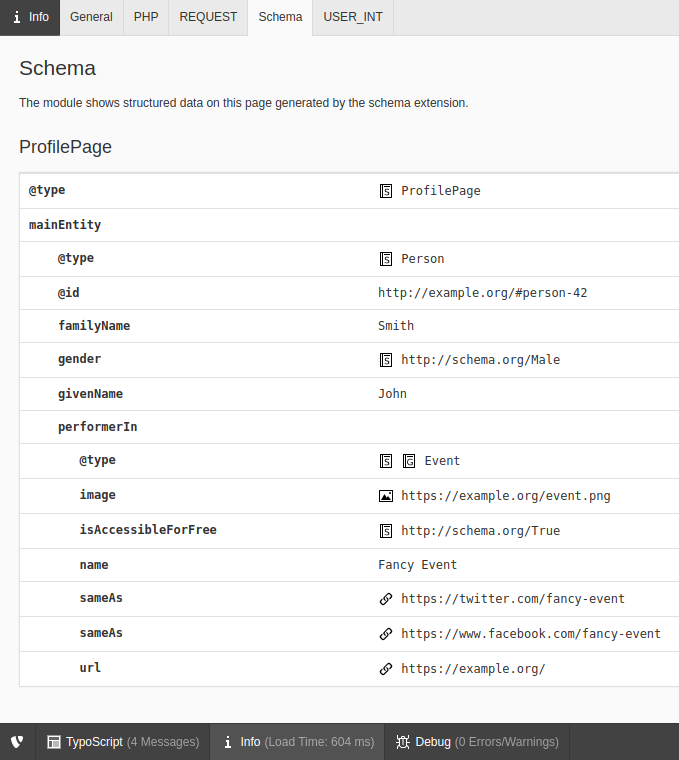 Info General PHP REQUEST Schema USER_INT
Schema
The module shows structured data on this page generated by the schema extension.
ProfilePage
@type S ProfilePage
mainEntity
@type S Person
@id http://example.org/#person-42
familyName Smith
gender S http://schema.org/Male
givenName John
performerIn
@type S G Event
image https://example.org/event.png
isAccessibleForFree S http://schema.org/True
name Fancy Event
sameAs https://twitter.com/fancy-event
sameAs https://www.facebook.com/fancy-event
url https://example.org/
TypoScript (4 Messages) Info (Load Time: 604 ms) Debug (0 Errors/Warnings)